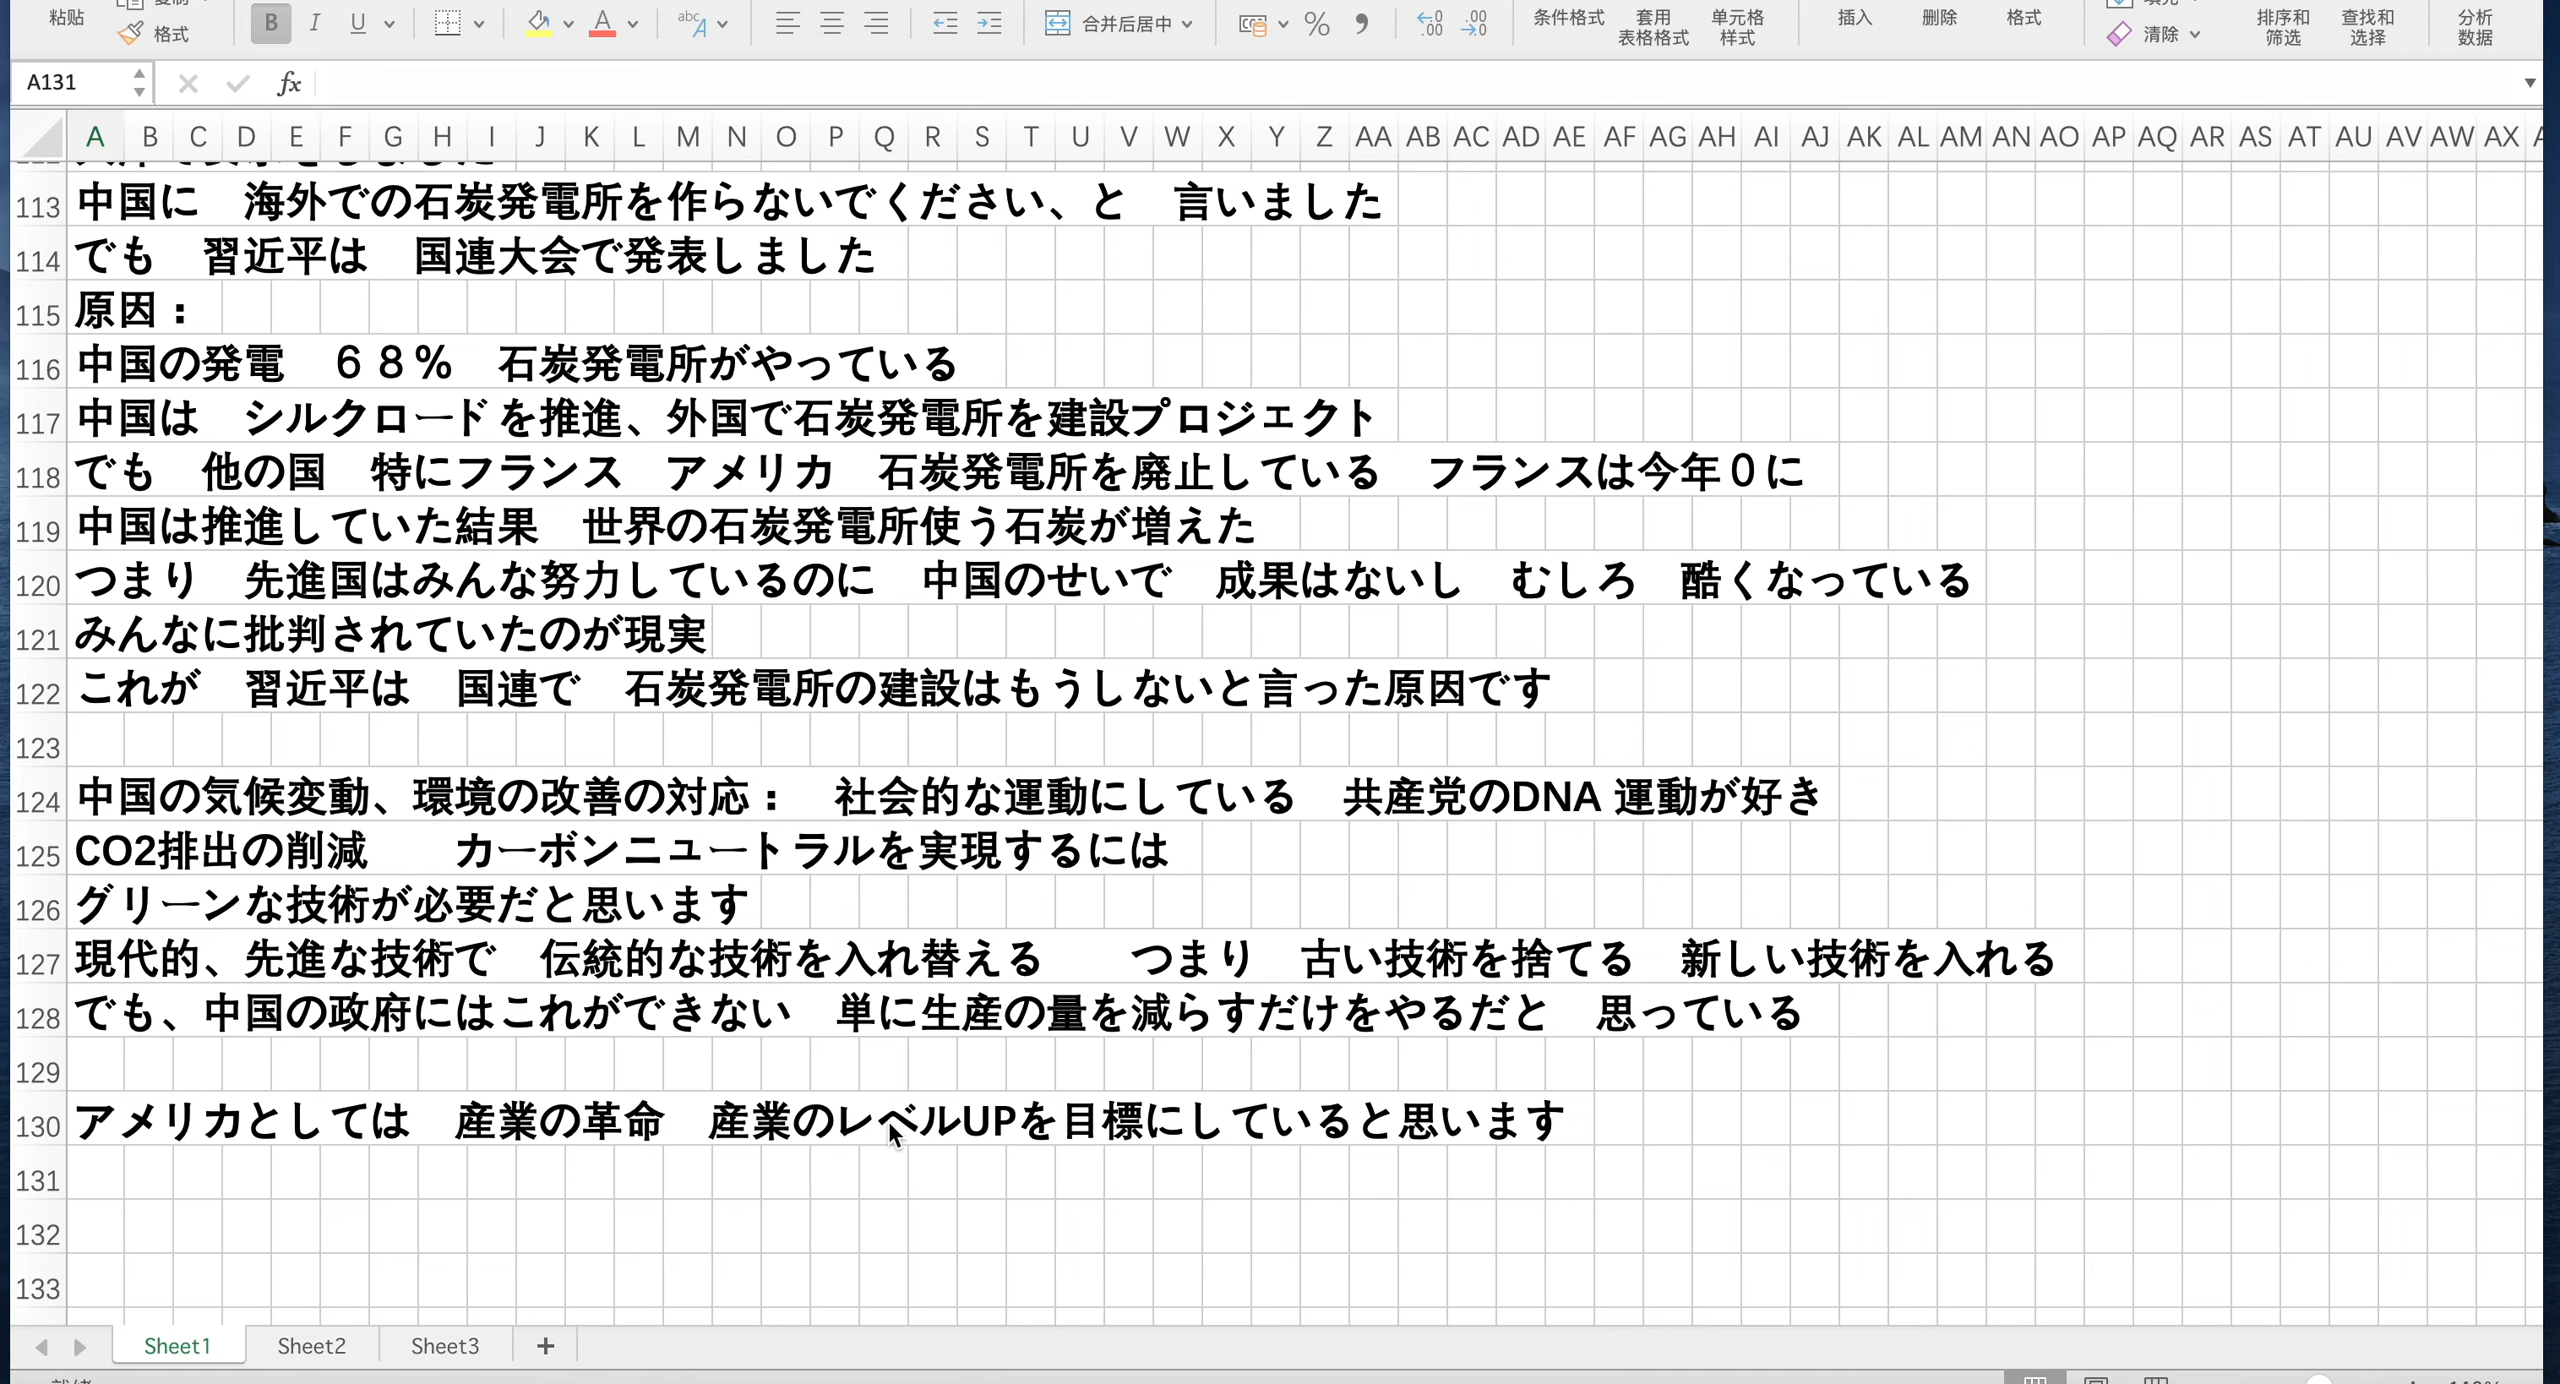 粘贴
格式
B I U
A
abc A
合并后居中
%
条件格式
套用
表格格式
单元格
样式
插入
删除
格式
清除
排序和
筛选
查找和
选择
分析
数据
A131
fx
A B C D E F G H I J K L M N O P Q R S T U V W X Y Z AA AB AC AD AE AF AG AH AI AJ AK AL AM AN AO AP AQ AR AS AT AU AV AW AX
113 中国に　海外での石炭発電所を作らないでください、と　言いました
114 でも　習近平は　国連大会で発表しました
115 原因：
116 中国の発電　６８%　石炭発電所がやっている
117 中国は　シルクロードを推進、外国で石炭発電所を建設プロジェクト
118 でも　他の国　特にフランス　アメリカ　石炭発電所を廃止している　フランスは今年０に
119 中国は推進していた結果　世界の石炭発電所使う石炭が増えた
120 つまり　先進国はみんな努力しているのに　中国のせいで　成果はないし　むしろ　酷くなっている
121 みんなに批判されていたのが現実
122 これが　習近平は　国連で　石炭発電所の建設はもうしないと言った原因です
123
124 中国の気候変動、環境の改善の対応：　社会的な運動にしている　共産党のDNA 運動が好き
125 CO2排出の削減　　カーボンニュートラルを実現するには
126 グリーンな技術が必要だと思います
127 現代的、先進な技術で　伝統的な技術を入れ替える　　つまり　古い技術を捨てる　新しい技術を入れる
128 でも、中国の政府にはこれができない　単に生産の量を減らすだけをやるだと　思っている
129
130 アメリカとしては　産業の革命　産業のレベルUPを目標にしていると思います
131
132
133
Sheet1 Sheet2 Sheet3 +